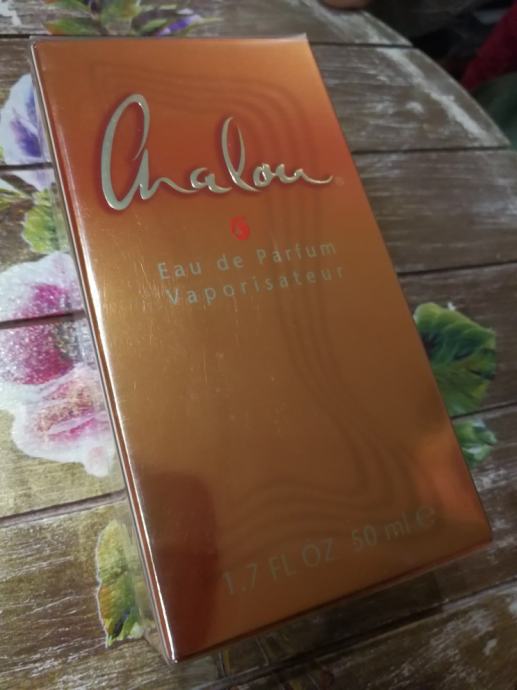 Chalou
Eau de Parfum
Vaporisateur
1.7 FL OZ 50 ml ℮